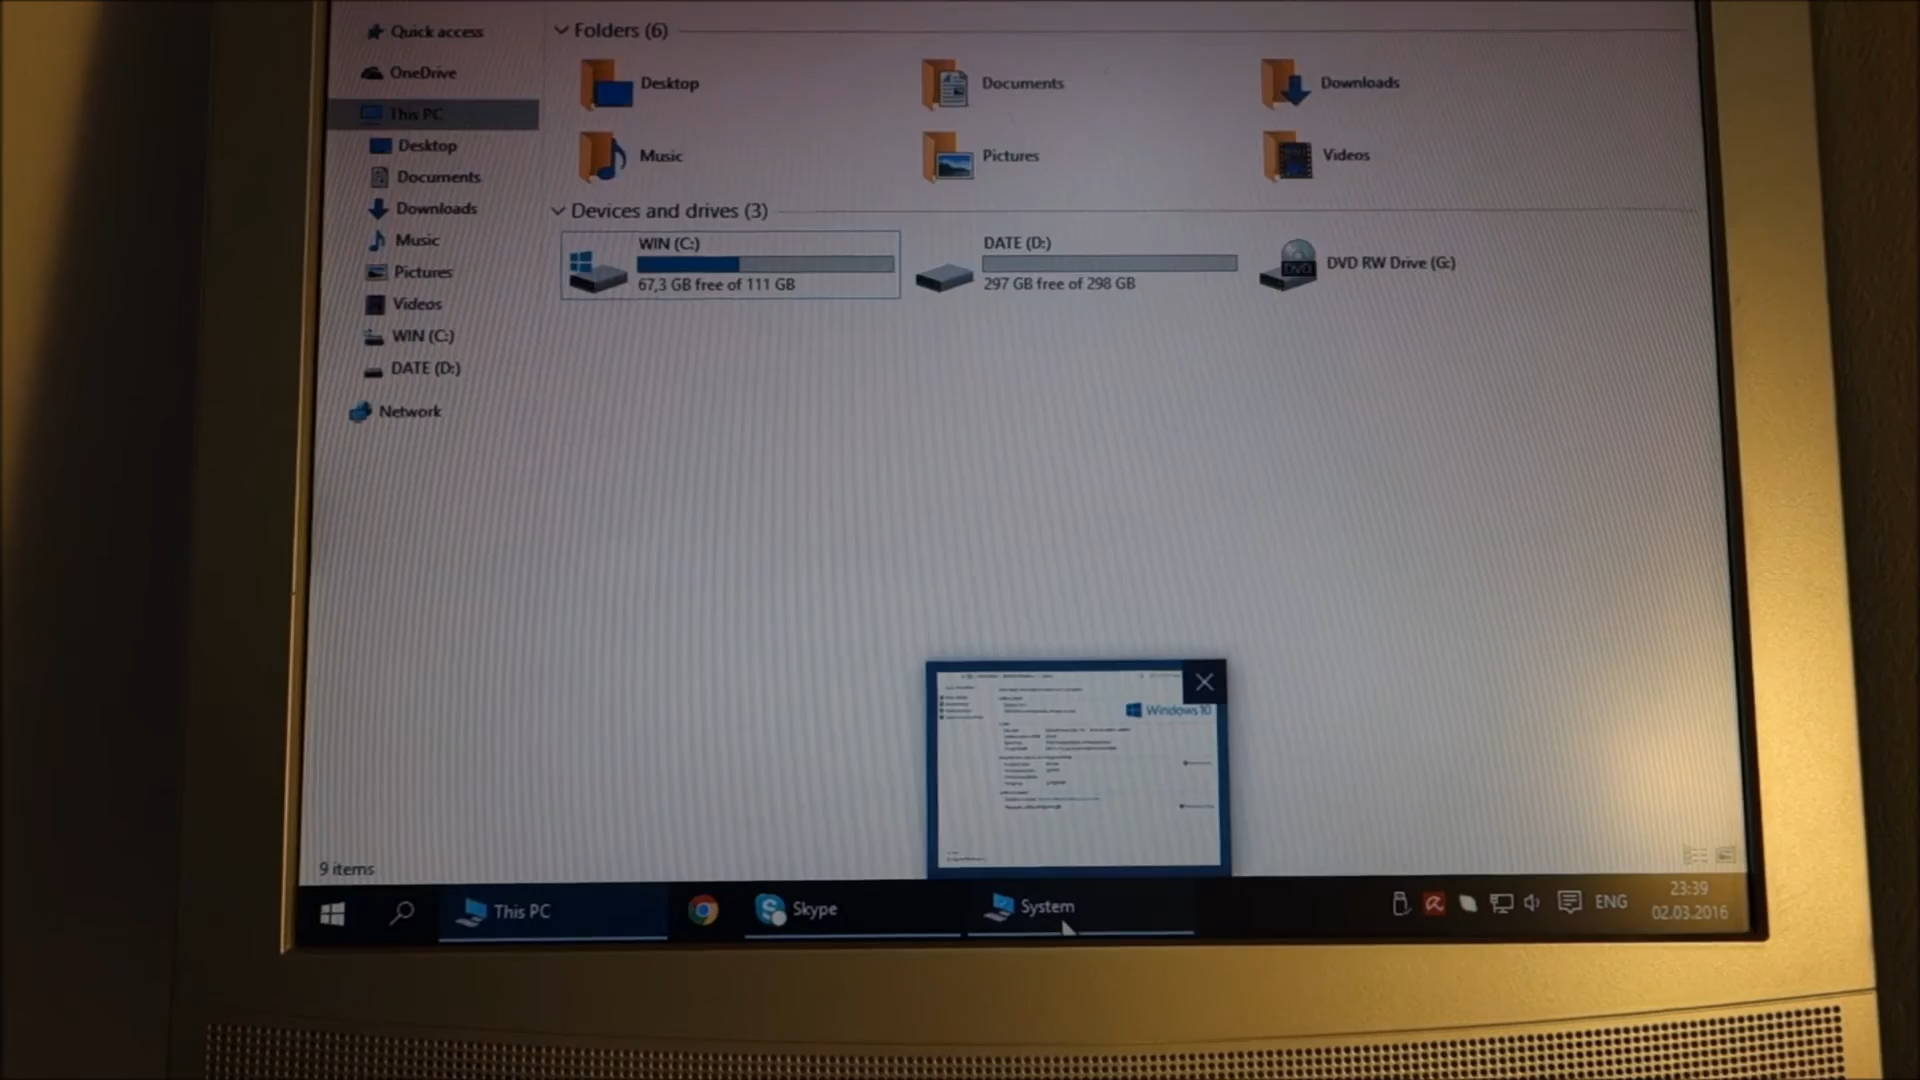 Quick access
OneDrive
This PC
Desktop
Documents
Downloads
Music
Pictures
Videos
WIN (C:)
DATE (D:)
Network
Folders (6)
Desktop
Documents
Downloads
Music
Pictures
Videos
Devices and drives (3)
WIN (C:)
67,3 GB free of 111 GB
DATE (D:)
297 GB free of 298 GB
DVD
DVD RW Drive (G:)
Windows 10
9 items
This PC
Skype
System
ENG
23:39
02.03.2016